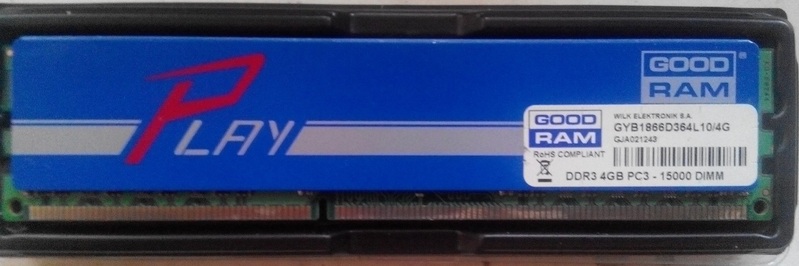 PLAY
GOOD
RAM
®
GOOD
RAM
WILK ELEKTRONIK S.A.
GYB1866D364L10/4G
GJA021243
RoHS COMPLIANT
DDR3 4GB PC3 - 15000 DIMM